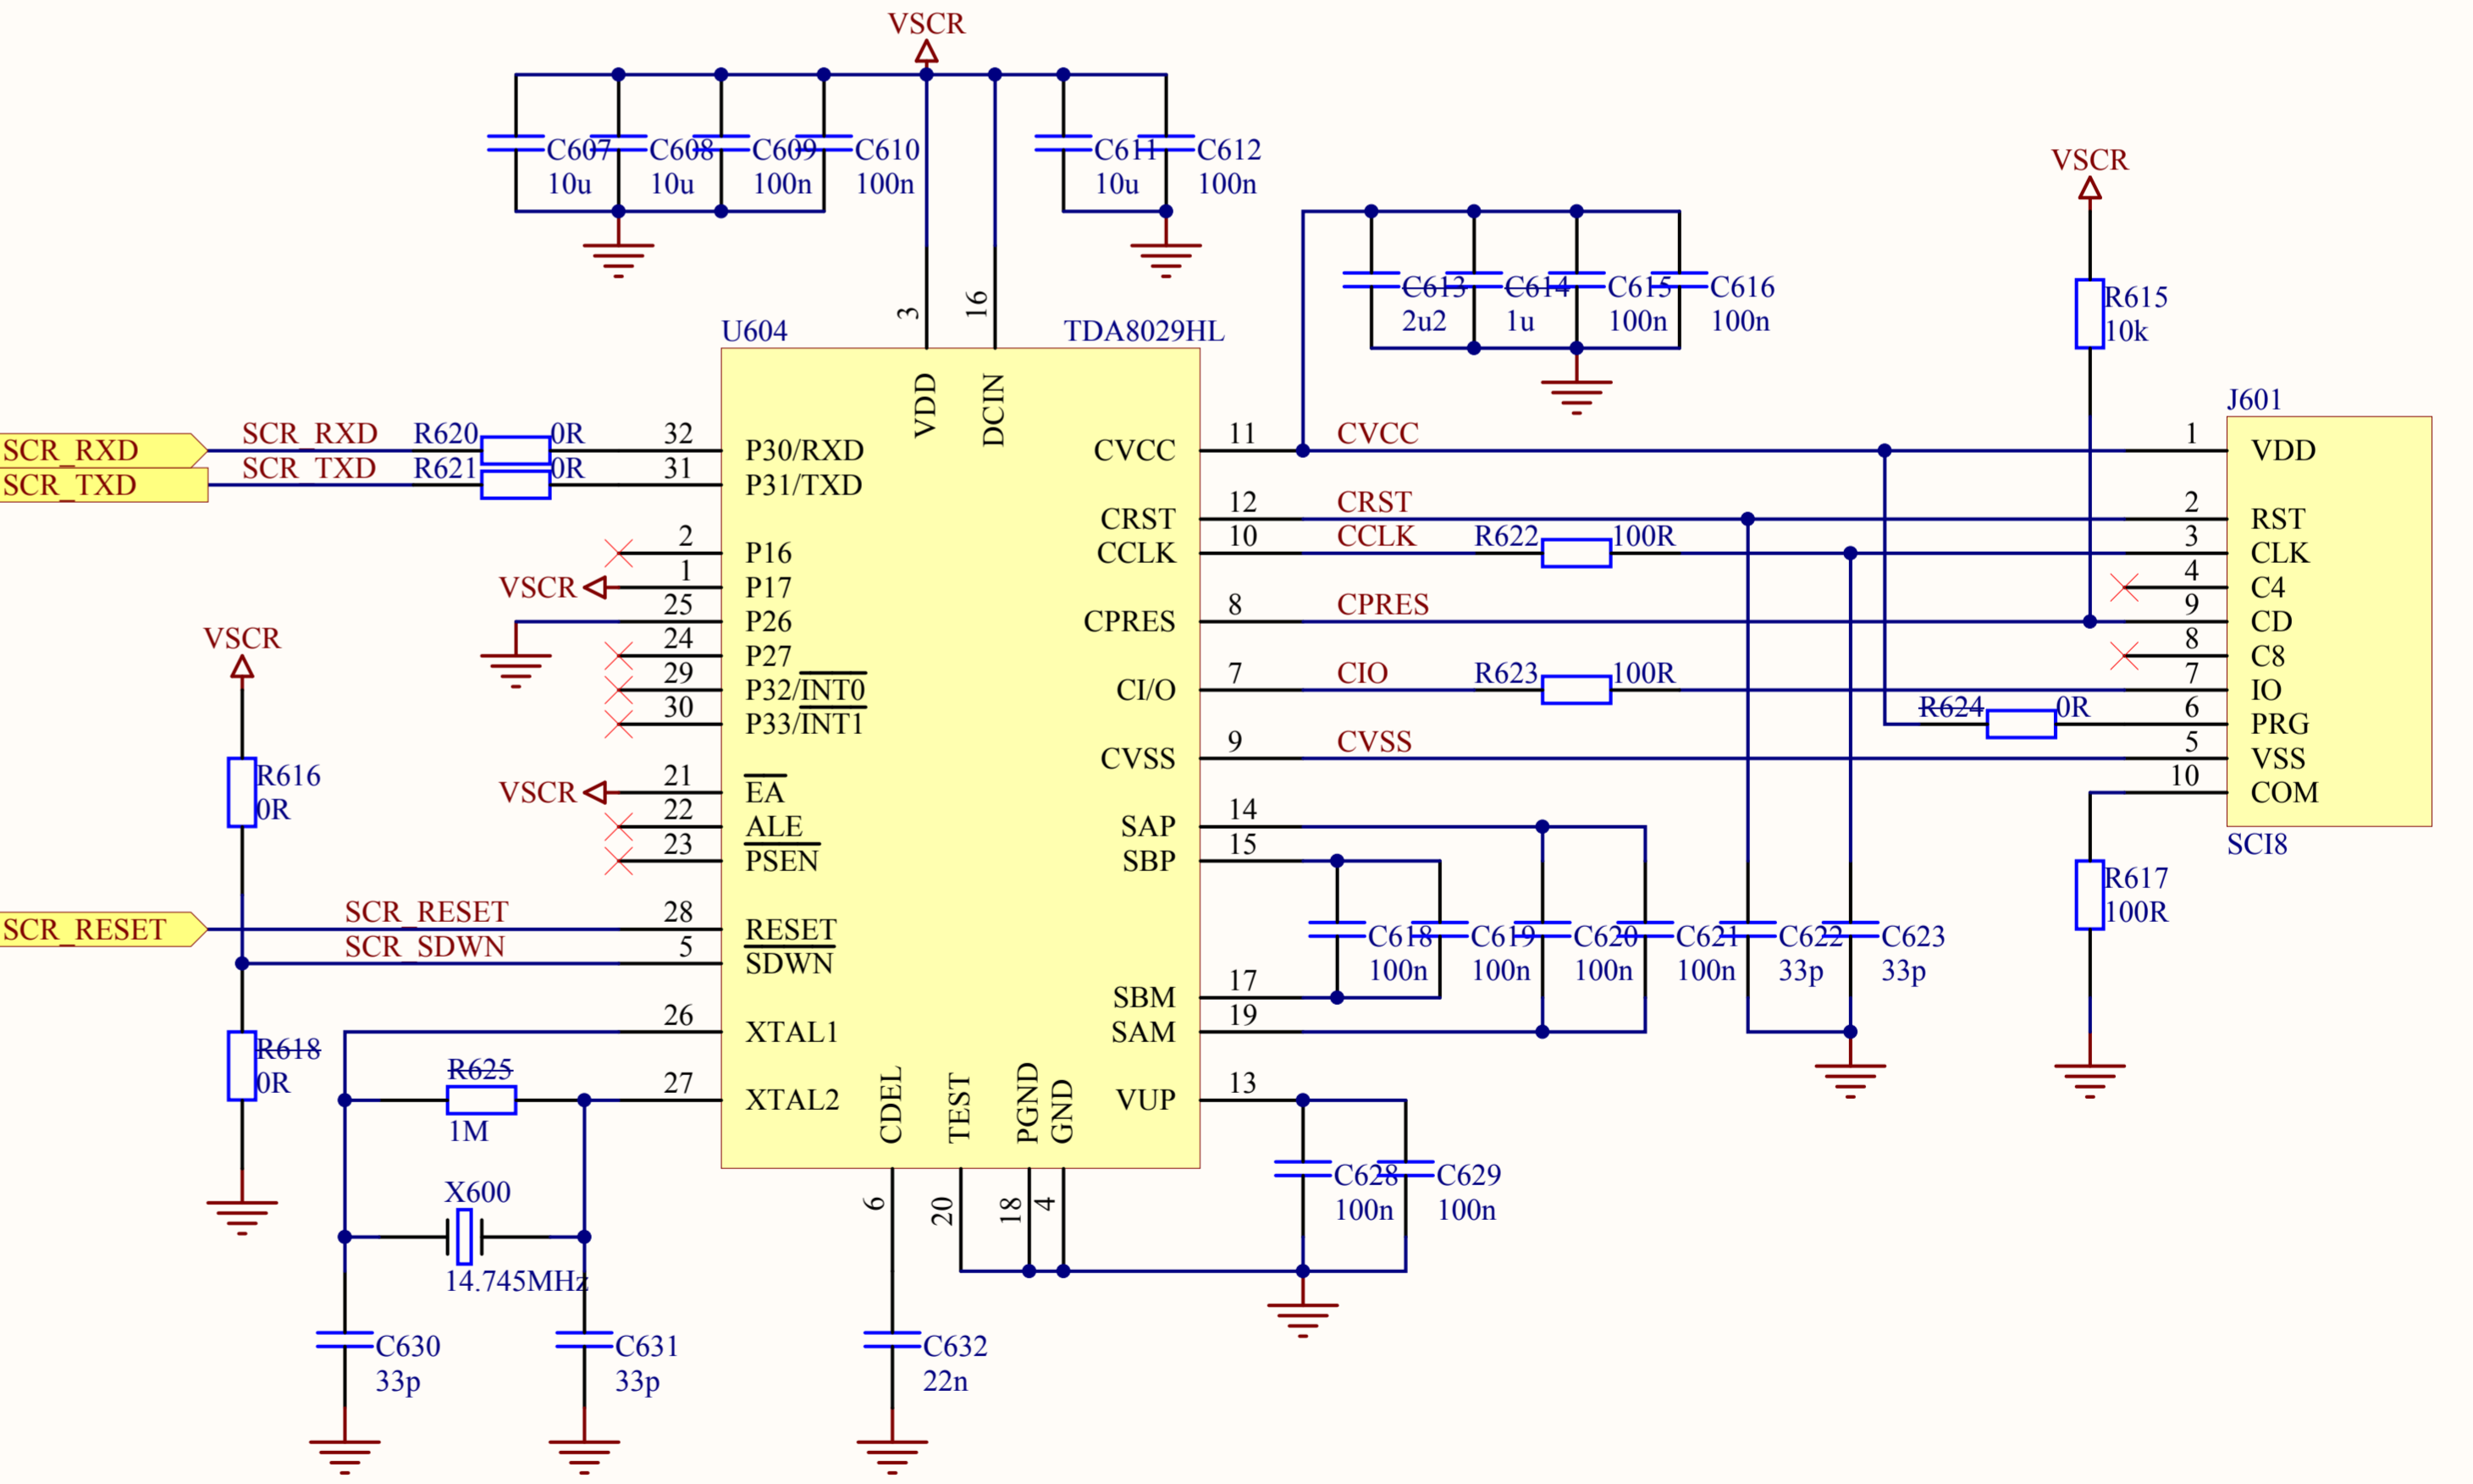 VSCR
C607
10u
C608
10u
C609
100n
C610
100n
C611
10u
C612
100n
3
16
VSCR
C613
2u2
C614
1u
C615
100n
C616
100n
R615
10k
U604
TDA8029HL
VDD
DCIN
J601
SCR_RXD
SCR_RXD
R620
0R
32
P30/RXD
SCR_TXD
SCR_TXD
R621
0R
31
P31/TXD
2
P16
VSCR
1
P17
25
P26
24
P27
29
P32/INT0
30
P33/INT1
VSCR
21
EA
22
ALE
23
PSEN
VSCR
R616
0R
SCR_RESET
SCR_RESET
28
RESET
SCR_SDWN
5
SDWN
R618
0R
26
XTAL1
27
XTAL2
R625
1M
X600
14.745MHz
C630
33p
C631
33p
CVCC
11
CVCC
1
VDD
CRST
12
CRST
2
RST
CCLK
10
CCLK
R622
100R
3
CLK
4
C4
CPRES
8
CPRES
9
CD
8
C8
CI/O
7
CIO
R623
100R
7
IO
R624
0R
6
PRG
CVSS
9
CVSS
5
VSS
10
COM
SCI8
R617
100R
SAP
14
SBP
15
C618
100n
C619
100n
C620
100n
C621
100n
C622
33p
C623
33p
SBM
17
SAM
19
VUP
13
C628
100n
C629
100n
CDEL
TEST
PGND
GND
6
20
18
4
C632
22n